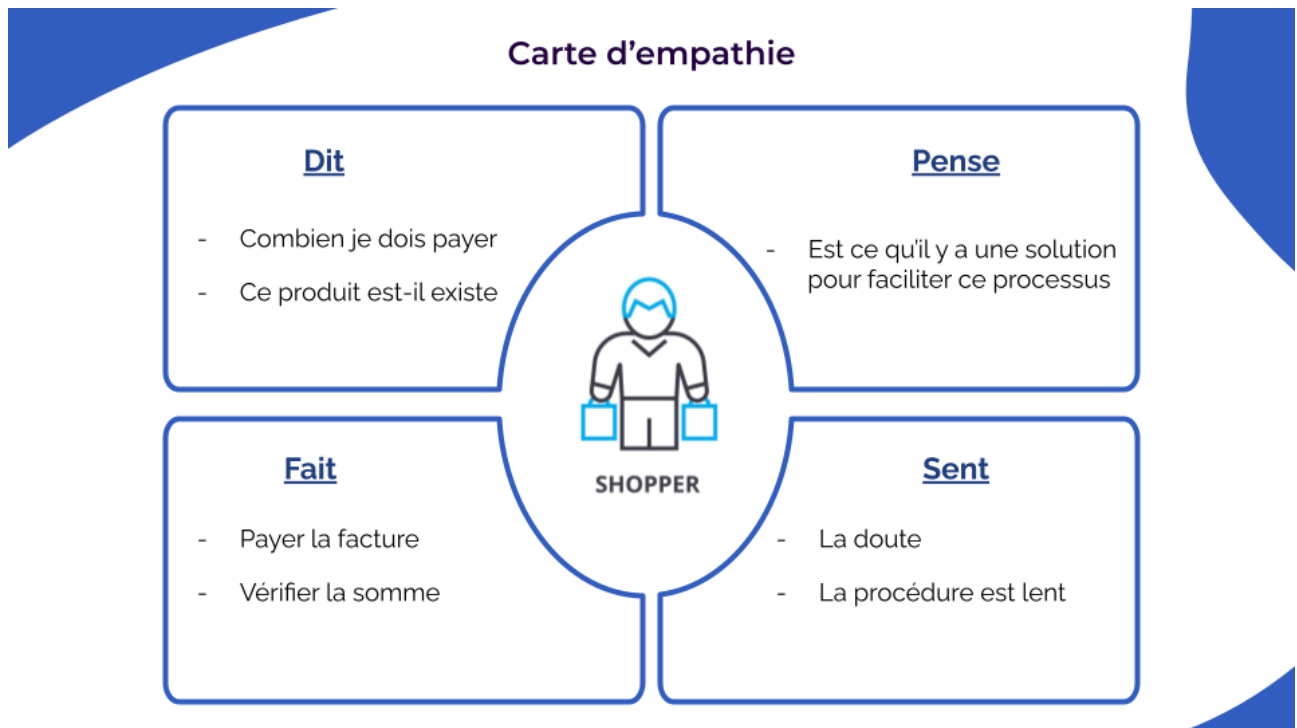 Carte d’empathie
Dit
- Combien je dois payer
- Ce produit est-il existe
Pense
- Est ce qu'il y a une solution
pour faciliter ce processus
SHOPPER
Fait
- Payer la facture
- Vérifier la somme
Sent
- La doute
- La procédure est lent